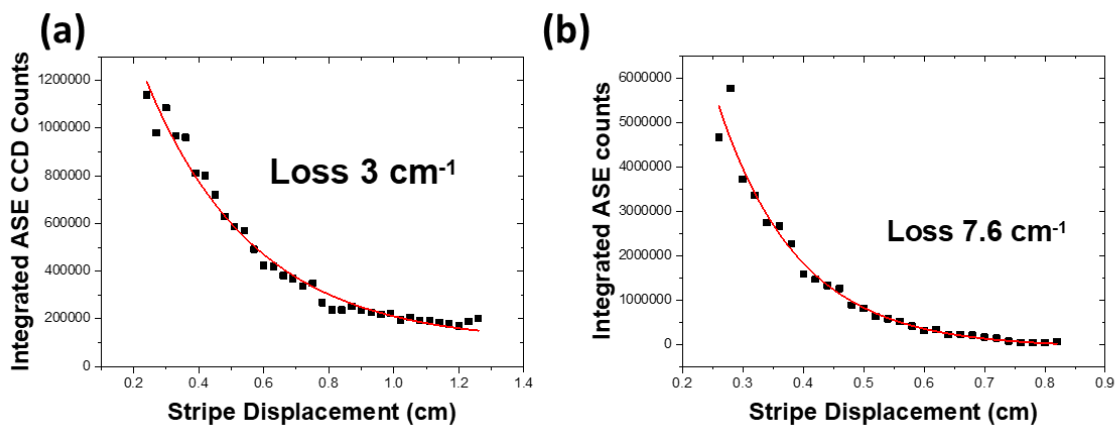 (a)
Integrated ASE CCD Counts
1200000
1000000
800000
600000
400000
200000
0
Loss 3 cm-1
0.2 0.4 0.6 0.8 1.0 1.2 1.4
Stripe Displacement (cm)
(b)
Integrated ASE counts
6000000
5000000
4000000
3000000
2000000
1000000
0
Loss 7.6 cm-1
0.2 0.3 0.4 0.5 0.6 0.7 0.8 0.9
Stripe Displacement (cm)